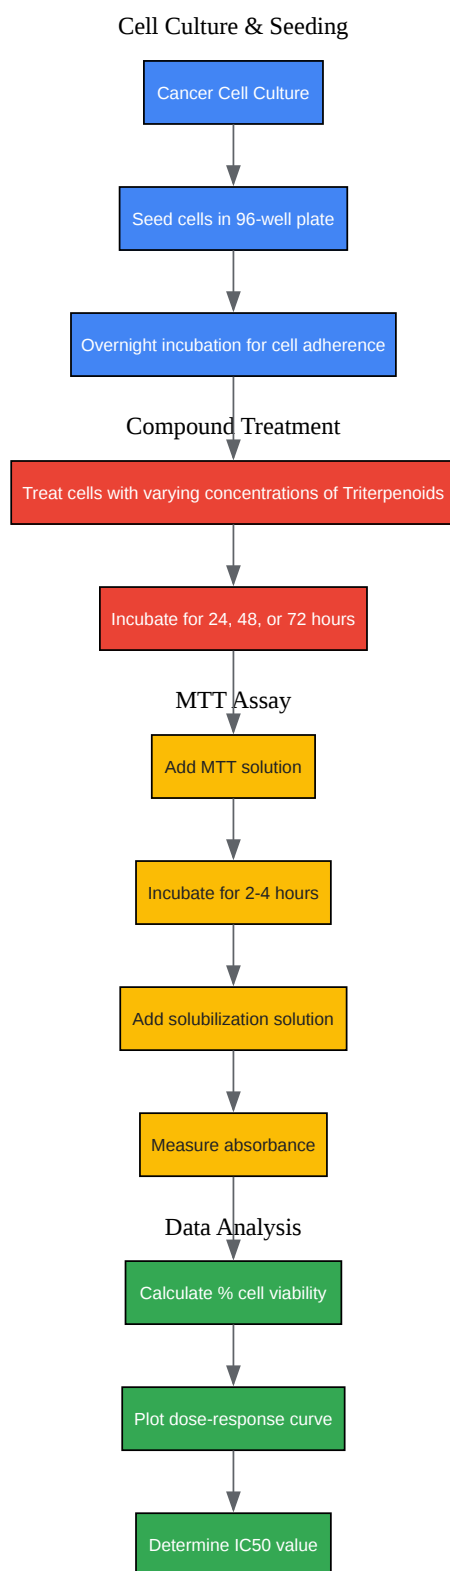 Cell Culture & Seeding
Cancer Cell Culture
Seed cells in 96-well plate
Overnight incubation for cell adherence
Compound Treatment
Treat cells with varying concentrations of Triterpenoids
Incubate for 24, 48, or 72 hours
MTT Assay
Add MTT solution
Incubate for 2-4 hours
Add solubilization solution
Measure absorbance
Data Analysis
Calculate % cell viability
Plot dose-response curve
Determine IC50 value